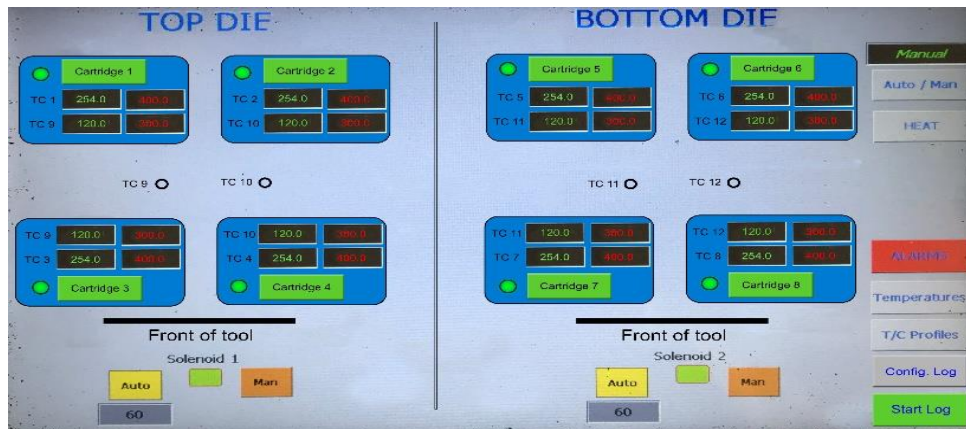 TOP DIE
BOTTOM DIE
Cartridge 1
TC 1 254.0 400.0
TC 9 120.0 300.0
Cartridge 2
TC 2 254.0 400.0
TC 10 120.0 300.0
Cartridge 5
TC 5 254.0 400.0
TC 11 120.0 300.0
Cartridge 6
TC 6 254.0 400.0
TC 12 120.0 300.0
Manual
Auto / Man
HEAT
TC 9
TC 10
TC 11
TC 12
TC 9 120.0 300.0
TC 3 254.0 400.0
Cartridge 3
TC 10 120.0 300.0
TC 4 254.0 400.0
Cartridge 4
TC 11 120.0 300.0
TC 7 254.0 400.0
Cartridge 7
TC 12 120.0 300.0
TC 8 254.0 400.0
Cartridge 8
ALARMS
Temperatures
T/C Profiles
Config. Log
Start Log
Front of tool
Solenoid 1
Auto
Man
60
Front of tool
Solenoid 2
Auto
Man
60